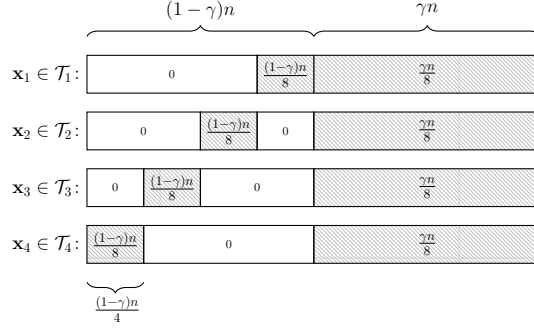 (1 − γ)n γn
x₁ ∈ 𝒯₁: 0 (1−γ)n/8 γn/8
x₂ ∈ 𝒯₂: 0 (1−γ)n/8 0 γn/8
x₃ ∈ 𝒯₃: 0 (1−γ)n/8 0 γn/8
x₄ ∈ 𝒯₄: (1−γ)n/8 0 γn/8
(1−γ)n/4